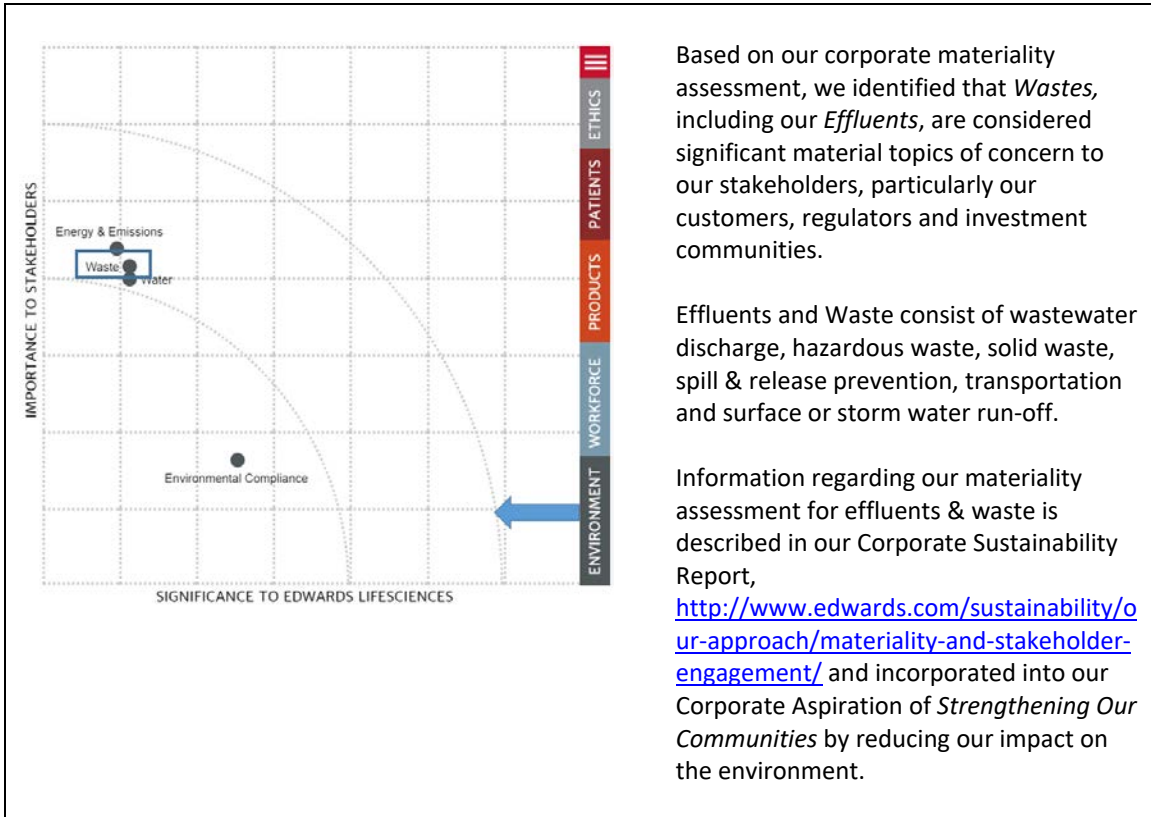 IMPORTANCE TO STAKEHOLDERS
Energy & Emissions
Waste
Water
Environmental Compliance
SIGNIFICANCE TO EDWARDS LIFESCIENCES
ETHICS
PATIENTS
PRODUCTS
WORKFORCE
ENVIRONMENT
Based on our corporate materiality
assessment, we identified that Wastes,
including our Effluents, are considered
significant material topics of concern to
our stakeholders, particularly our
customers, regulators and investment
communities.
Effluents and Waste consist of wastewater
discharge, hazardous waste, solid waste,
spill & release prevention, transportation
and surface or storm water run-off.
Information regarding our materiality
assessment for effluents & waste is
described in our Corporate Sustainability
Report,
http://www.edwards.com/sustainability/o
ur-approach/materiality-and-stakeholder-
engagement/ and incorporated into our
Corporate Aspiration of Strengthening Our
Communities by reducing our impact on
the environment.